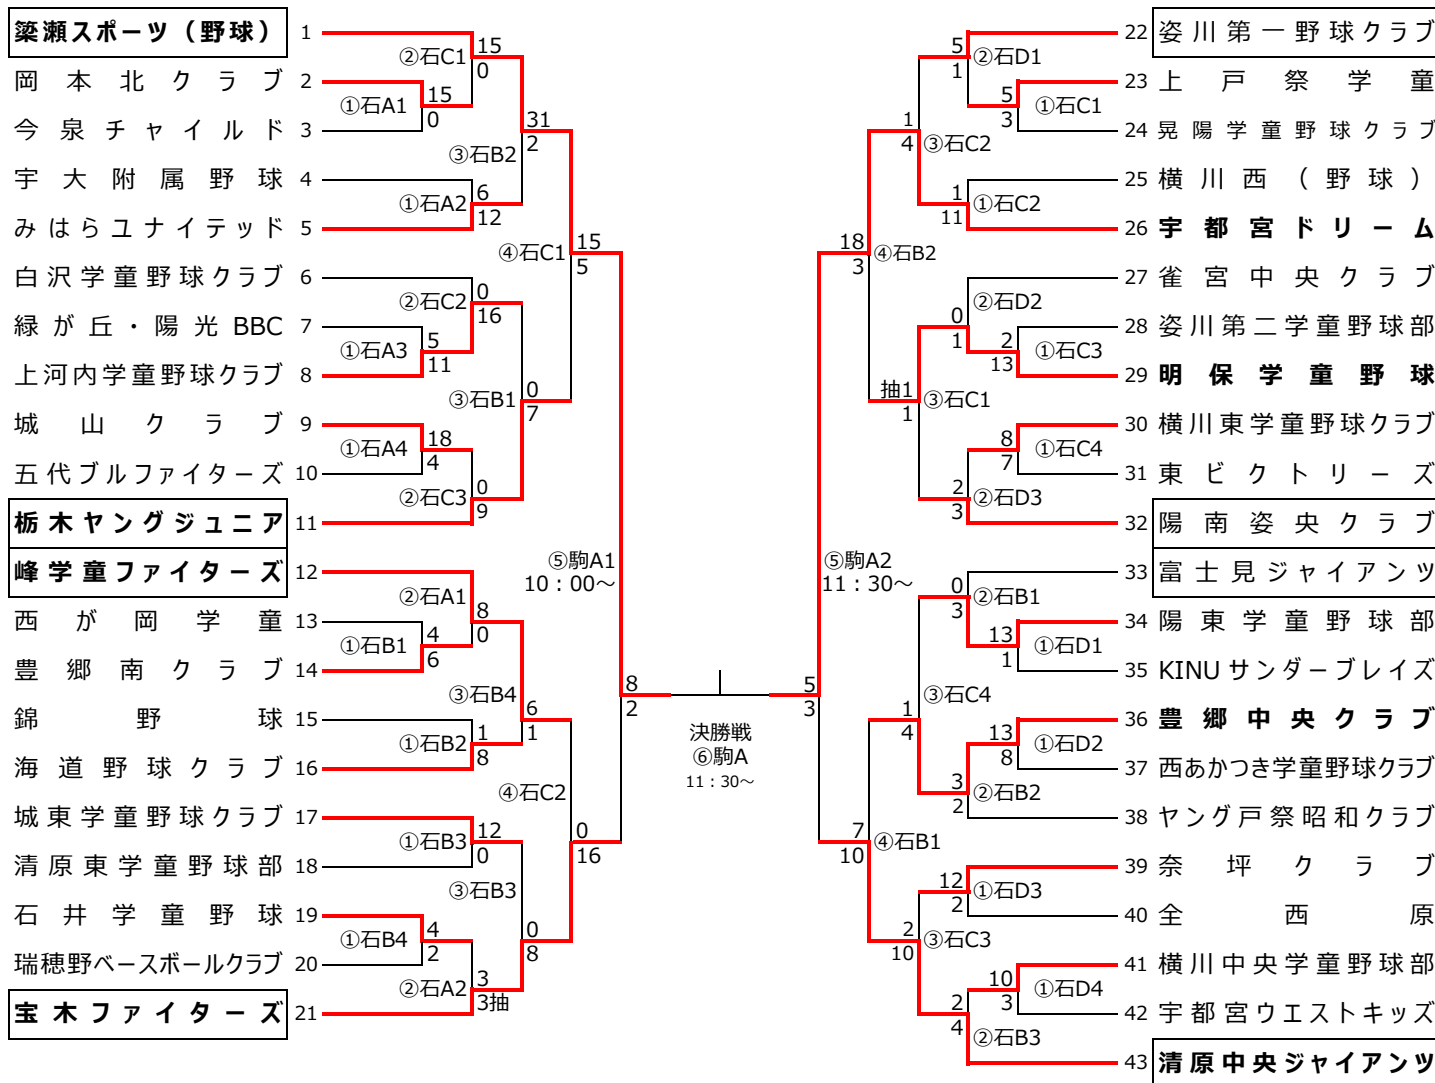 簗瀬スポーツ（野球） 1
岡本北クラブ 2
今泉チャイルド 3
宇大附属野球 4
みはらユナイテッド 5
白沢学童野球クラブ 6
緑が丘・陽光BBC 7
上河内学童野球クラブ 8
城山クラブ 9
五代ブルファイターズ 10
栃木ヤングジュニア 11
峰学童ファイターズ 12
西が岡学童 13
豊郷南クラブ 14
錦野球 15
海道野球クラブ 16
城東学童野球クラブ 17
清原東学童野球部 18
石井学童野球 19
瑞穂野ベースボールクラブ 20
宝木ファイターズ 21
①石A1 15 0
①石A2 6 12
①石A3 5 11
①石A4 18 4
①石B1 4 6
①石B2 1 8
①石B3 12 0
①石B4 4 2
②石C1 15 0
②石C2 0 16
②石C3 0 9
②石A1 8 0
②石A2 3 3抽
③石B2 31 2
③石B1 0 7
③石B4 6 1
③石B3 0 8
④石C1 15 5
④石C2 0 16
⑤駒A1
10：00～
8 2
決勝戦
⑥駒A
11：30～
⑤駒A2
11：30～
5 3
④石B2 18 3
④石B1 7 10
③石C2 1 4
③石C1 抽1 1
③石C4 1 4
③石C3 2 10
②石D1 5 1
②石D2 0 1
②石D3 2 3
②石B1 0 3
②石B2 3 2
②石B3 2 4
①石C1 5 3
①石C2 1 11
①石C3 2 13
①石C4 8 7
①石D1 13 1
①石D2 13 8
①石D3 12 2
①石D4 10 3
22 姿川第一野球クラブ
23 上戸祭学童
24 晃陽学童野球クラブ
25 横川西（野球）
26 宇都宮ドリーム
27 雀宮中央クラブ
28 姿川第二学童野球部
29 明保学童野球
30 横川東学童野球クラブ
31 東ビクトリーズ
32 陽南姿央クラブ
33 富士見ジャイアンツ
34 陽東学童野球部
35 KINUサンダーブレイズ
36 豊郷中央クラブ
37 西あかつき学童野球クラブ
38 ヤング戸祭昭和クラブ
39 奈坪クラブ
40 全西原
41 横川中央学童野球部
42 宇都宮ウエストキッズ
43 清原中央ジャイアンツ